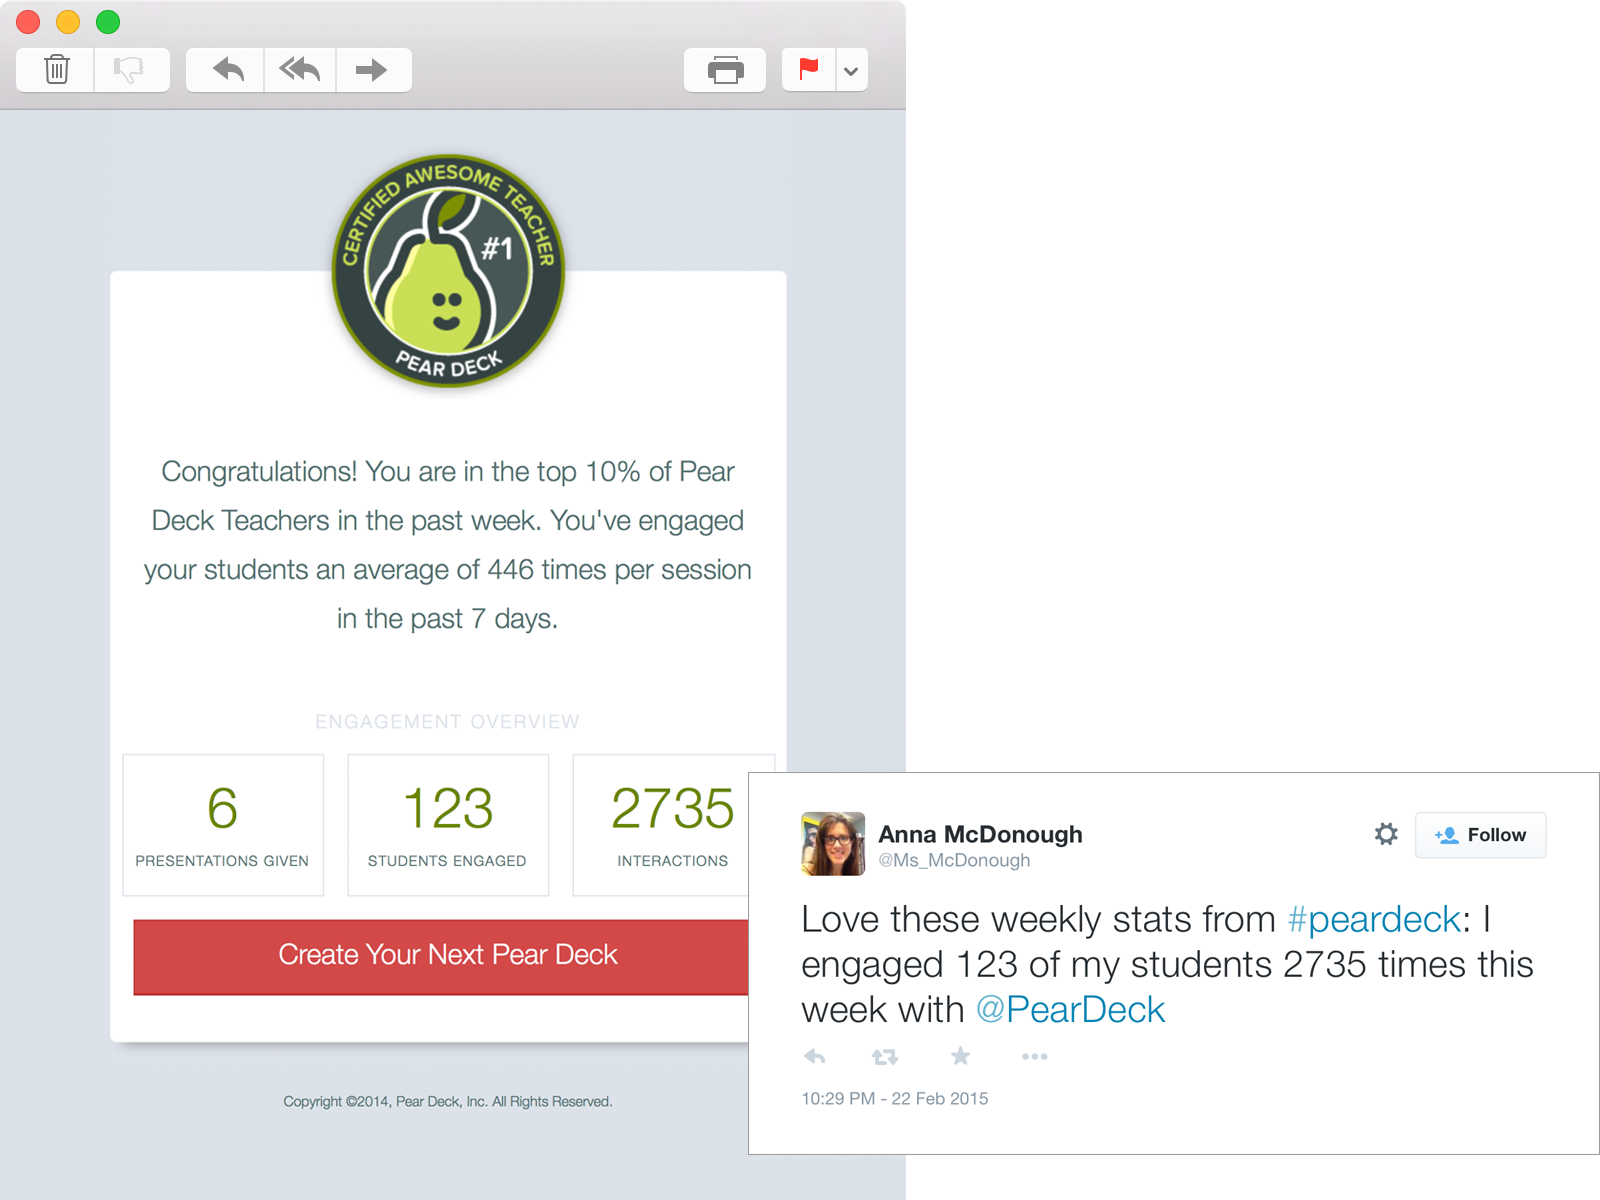 CERTIFIED AWESOME TEACHER
#1
PEAR DECK
Congratulations! You are in the top 10% of Pear
Deck Teachers in the past week. You've engaged
your students an average of 446 times per session
in the past 7 days.
ENGAGEMENT OVERVIEW
6
PRESENTATIONS GIVEN
123
STUDENTS ENGAGED
2735
INTERACTIONS
Create Your Next Pear Deck
Copyright ©2014, Pear Deck, Inc. All Rights Reserved.
Anna McDonough
@Ms_McDonough
Follow
Love these weekly stats from #peardeck: I
engaged 123 of my students 2735 times this
week with @PearDeck
10:29 PM - 22 Feb 2015